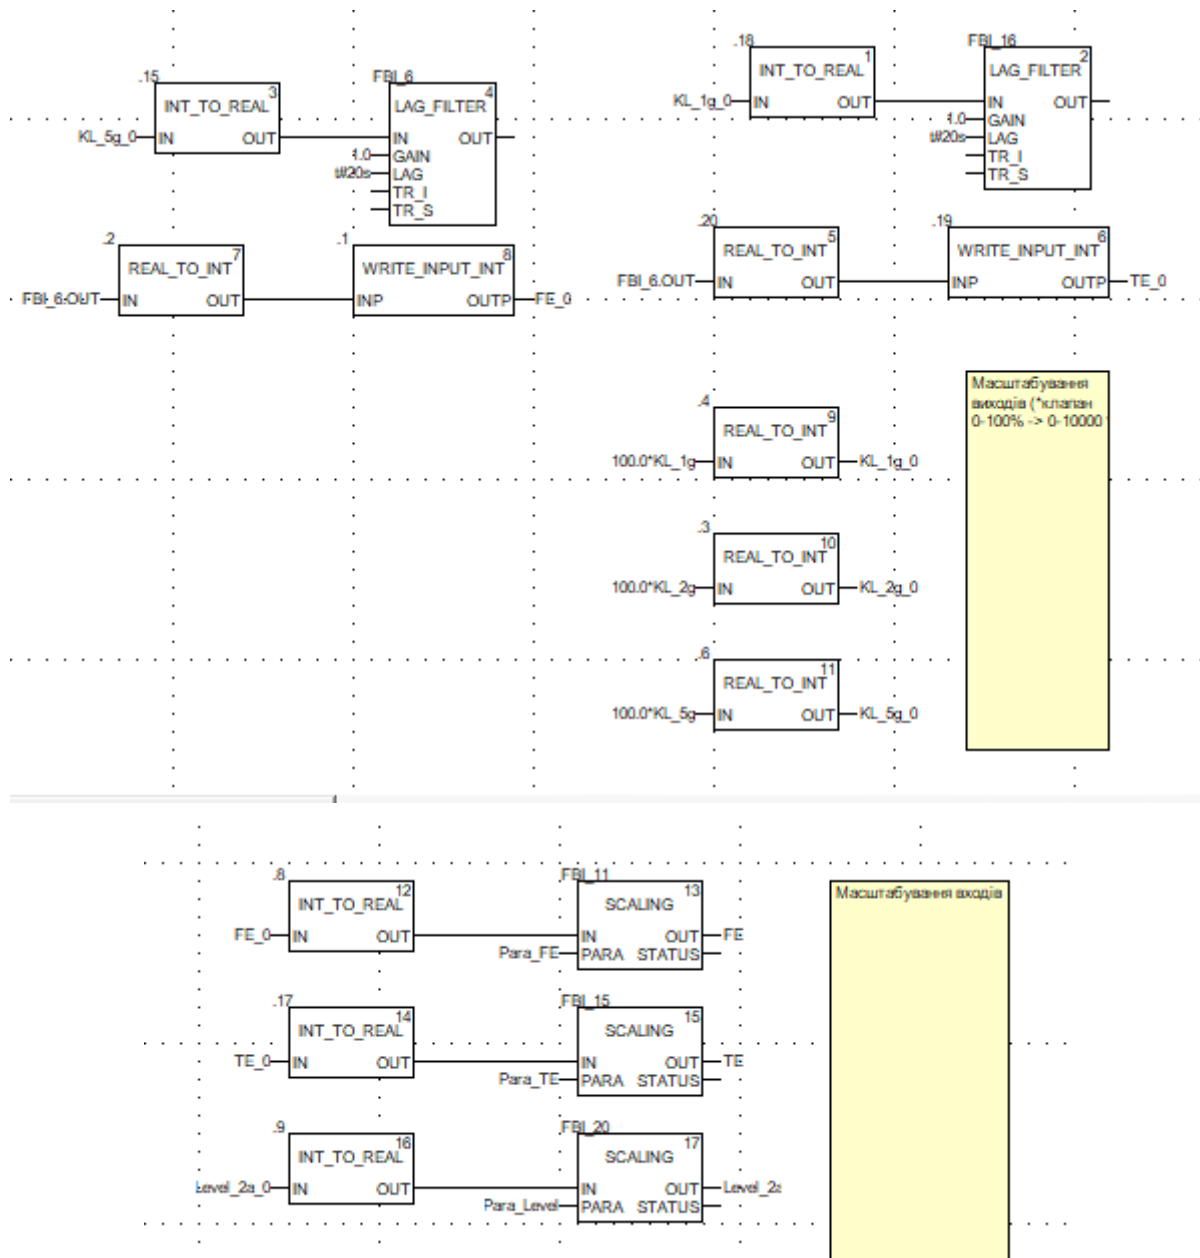 .15
INT_TO_REAL 3
KL_5g_0 IN OUT
FBI_6
LAG_FILTER 4
IN OUT
1.0 GAIN
t#20s LAG
TR_I
TR_S
.18
INT_TO_REAL 1
KL_1g_0 IN OUT
FBI_16
LAG_FILTER 2
IN OUT
1.0 GAIN
t#20s LAG
TR_I
TR_S
.2
REAL_TO_INT 7
FBI_6.OUT IN OUT
.1
WRITE_INPUT_INT 8
INP OUTP FE_0
.20
REAL_TO_INT 5
FBI_6.OUT IN OUT
.19
WRITE_INPUT_INT 6
INP OUTP TE_0
.4
REAL_TO_INT 9
100.0*KL_1g IN OUT KL_1g_0
.3
REAL_TO_INT 10
100.0*KL_2g IN OUT KL_2g_0
.6
REAL_TO_INT 11
100.0*KL_5g IN OUT KL_5g_0
Масштабування
виходів (*клапан
0-100% -> 0-10000
.8
INT_TO_REAL 12
FE_0 IN OUT
FBI_11
SCALING 13
IN OUT FE
Para_FE PARA STATUS
.17
INT_TO_REAL 14
TE_0 IN OUT
FBI_15
SCALING 15
IN OUT TE
Para_TE PARA STATUS
.9
INT_TO_REAL 16
Level_2a_0 IN OUT
FBI_20
SCALING 17
IN OUT Level_2a
Para_Level PARA STATUS
Масштабування входів